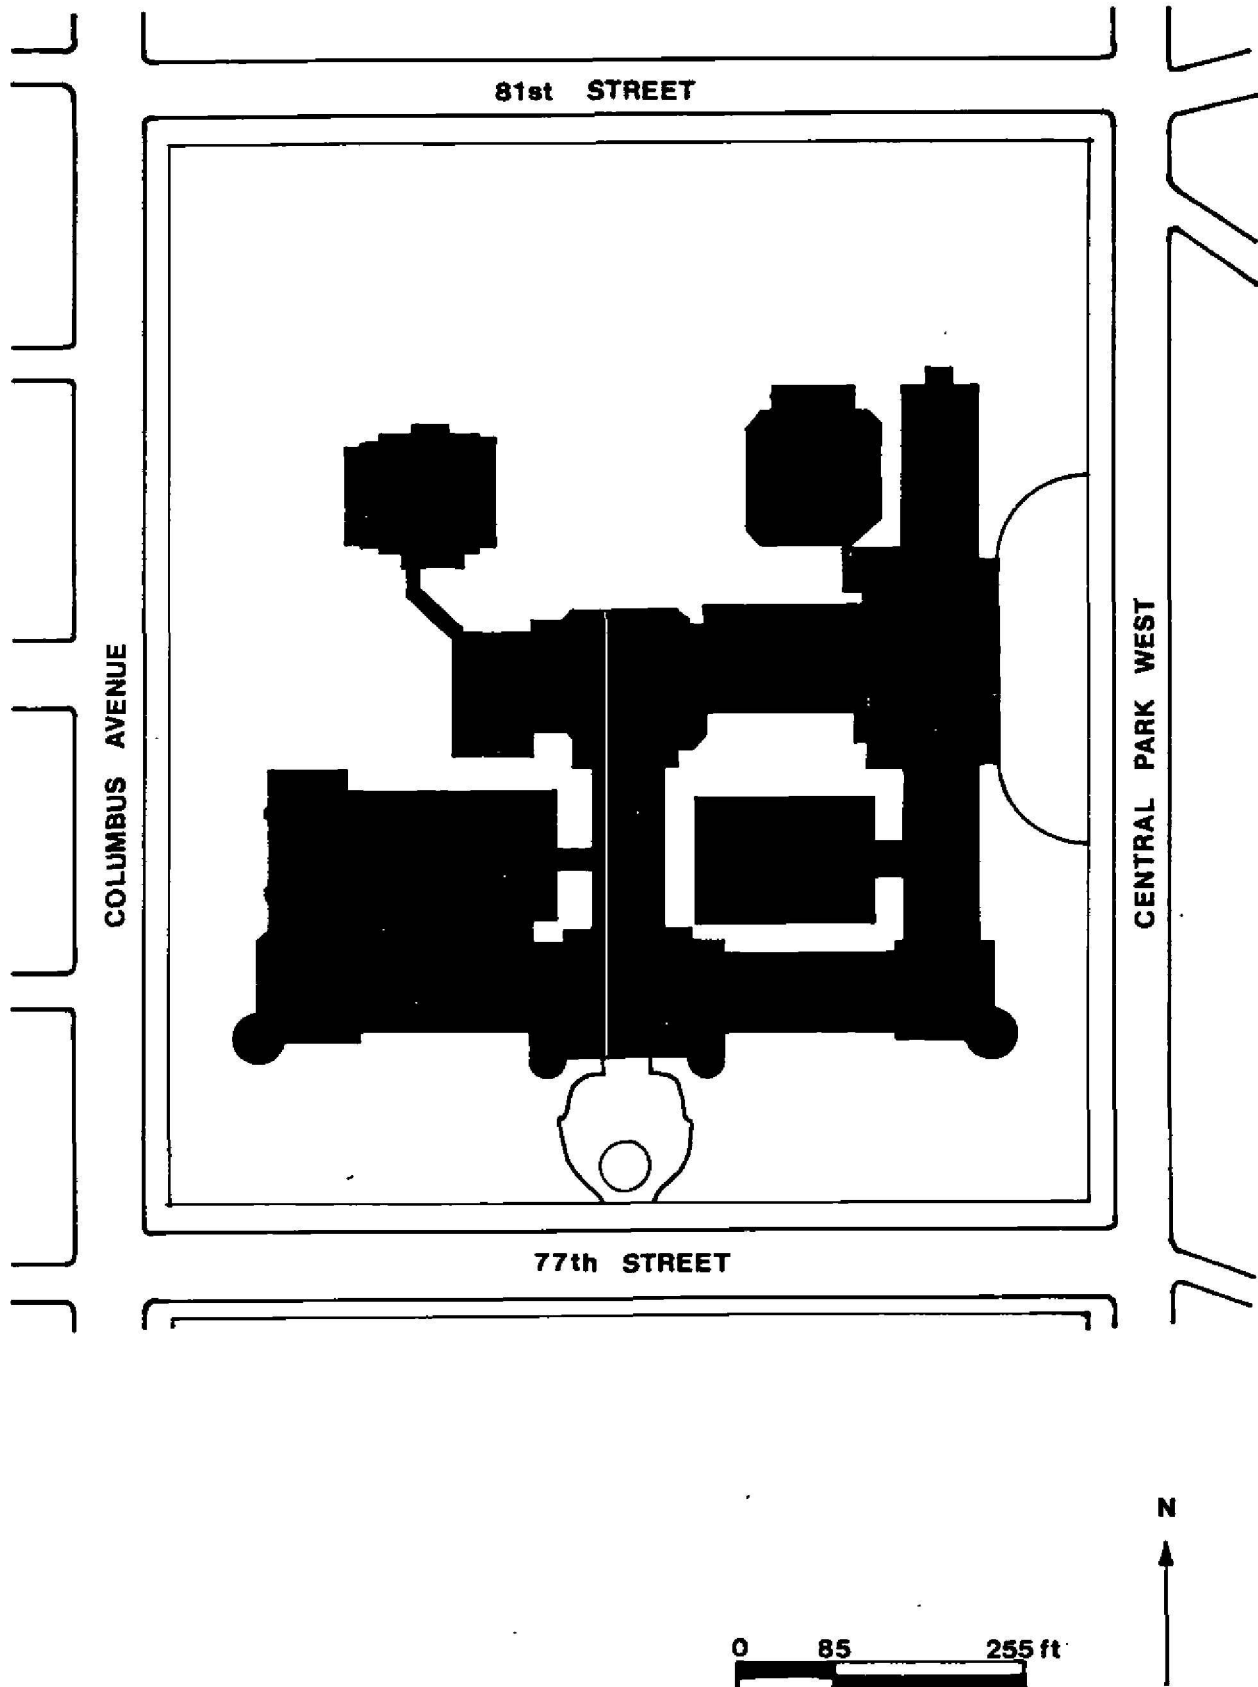 81st STREET
COLUMBUS AVENUE
CENTRAL PARK WEST
77th STREET
N
0 85 255 ft